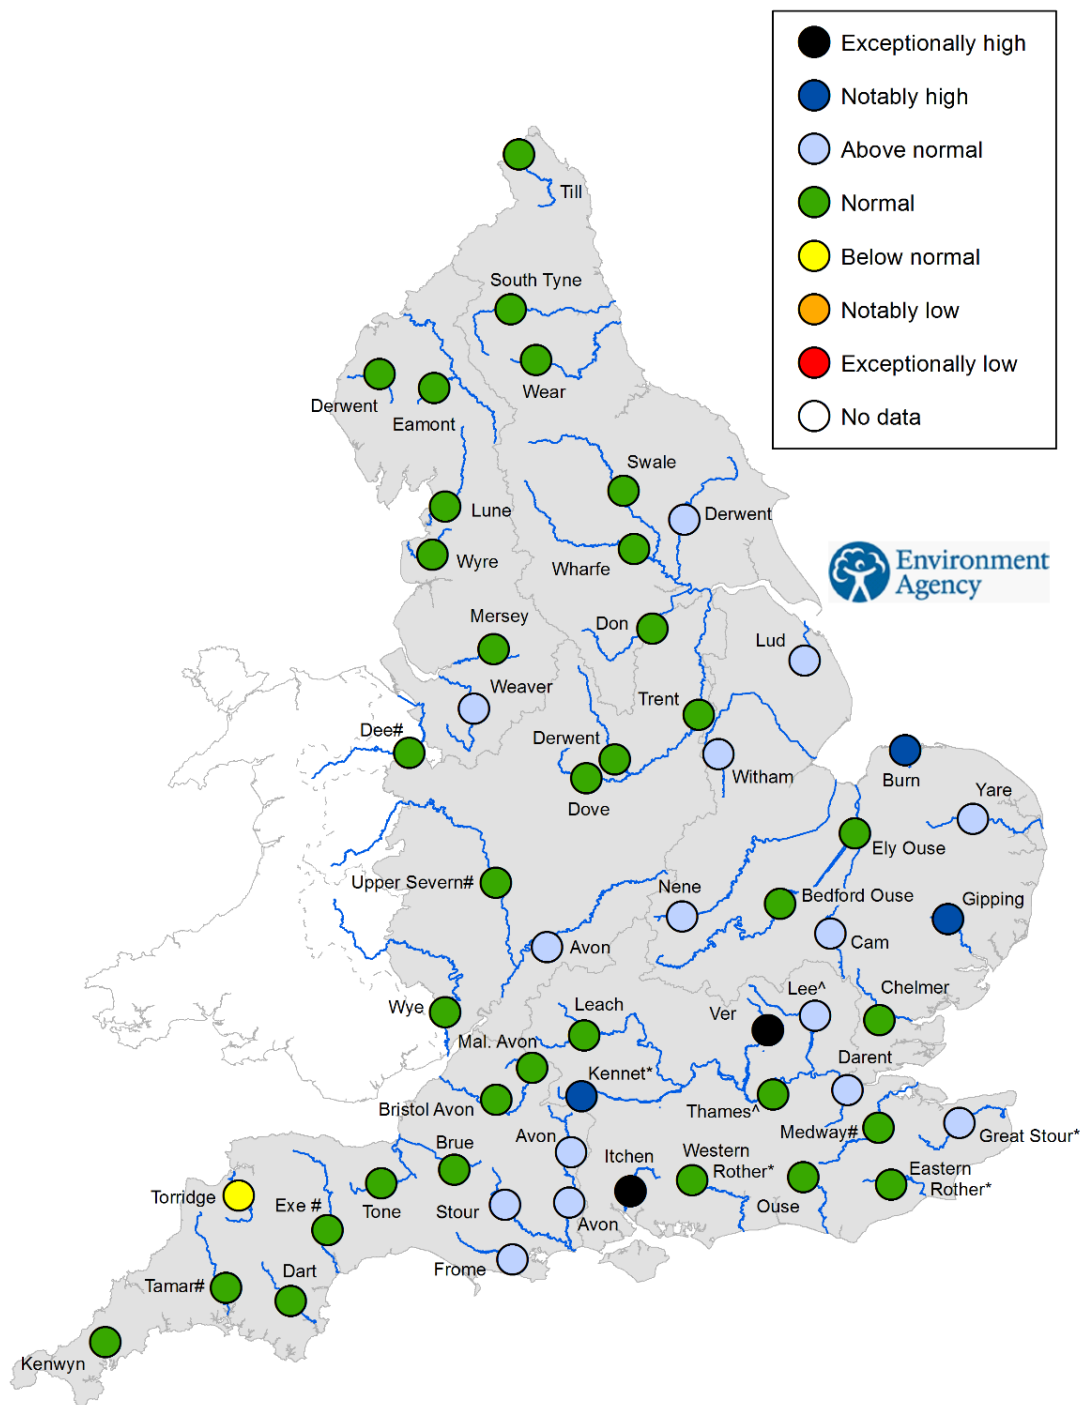 Exceptionally high
Notably high
Above normal
Normal
Below normal
Notably low
Exceptionally low
No data
Till
South Tyne
Wear
Derwent
Eamont
Swale
Lune
Derwent
Wyre
Wharfe
Environment
Agency
Mersey
Don
Lud
Weaver
Trent
Dee#
Derwent
Witham
Burn
Dove
Yare
Ely Ouse
Upper Severn#
Nene
Bedford Ouse
Gipping
Avon
Cam
Wye
Leach
Ver
Lee^
Chelmer
Mal. Avon
Kennet*
Darent
Bristol Avon
Thames^
Medway#
Great Stour*
Brue
Avon
Itchen
Western
Rother*
Eastern
Rother*
Torridge
Exe #
Tone
Stour
Avon
Ouse
Frome
Tamar#
Dart
Kenwyn